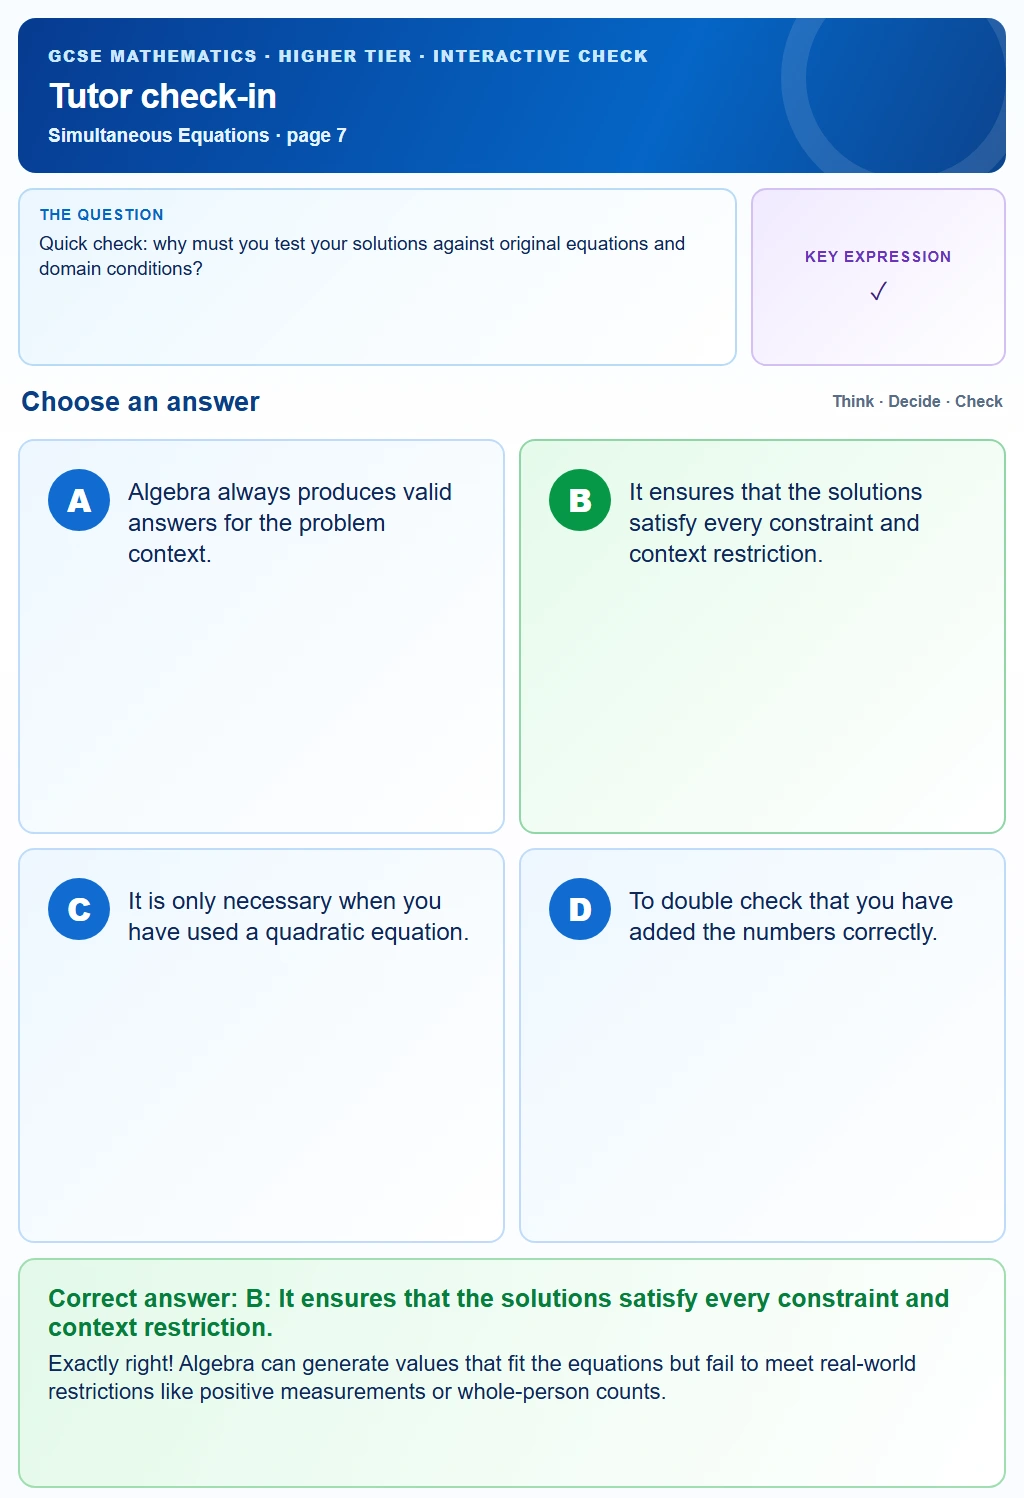 GCSE MATHEMATICS · HIGHER TIER · INTERACTIVE CHECK
Tutor check-in
Simultaneous Equations · page 7
THE QUESTION
Quick check: why must you test your solutions against original equations and
domain conditions?
KEY EXPRESSION
✓
Choose an answer
Think · Decide · Check
A
Algebra always produces valid
answers for the problem
context.
B
It ensures that the solutions
satisfy every constraint and
context restriction.
C
It is only necessary when you
have used a quadratic equation.
D
To double check that you have
added the numbers correctly.
Correct answer: B: It ensures that the solutions satisfy every constraint and
context restriction.
Exactly right! Algebra can generate values that fit the equations but fail to meet real-world
restrictions like positive measurements or whole-person counts.